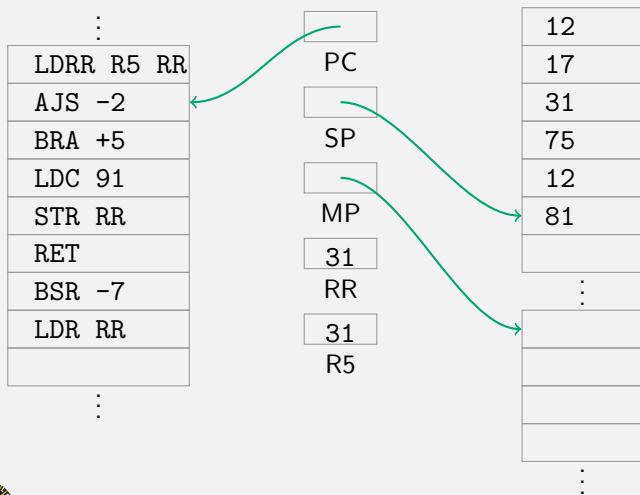 ⋮
LDRR R5 RR
AJS -2
BRA +5
LDC 91
STR RR
RET
BSR -7
LDR RR
⋮
PC
SP
MP
31
RR
31
R5
12
17
31
75
12
81
⋮
⋮